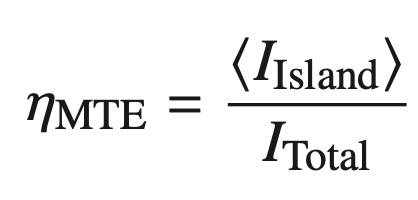 η_MTE = ⟨I_Island⟩ / I_Total